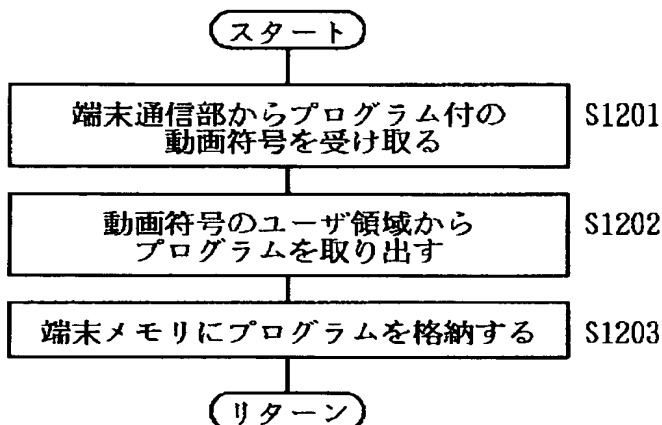 スタート
端末通信部からプログラム付の
動画符号を受け取る
S1201
動画符号のユーザ領域から
プログラムを取り出す
S1202
端末メモリにプログラムを格納する
S1203
リターン